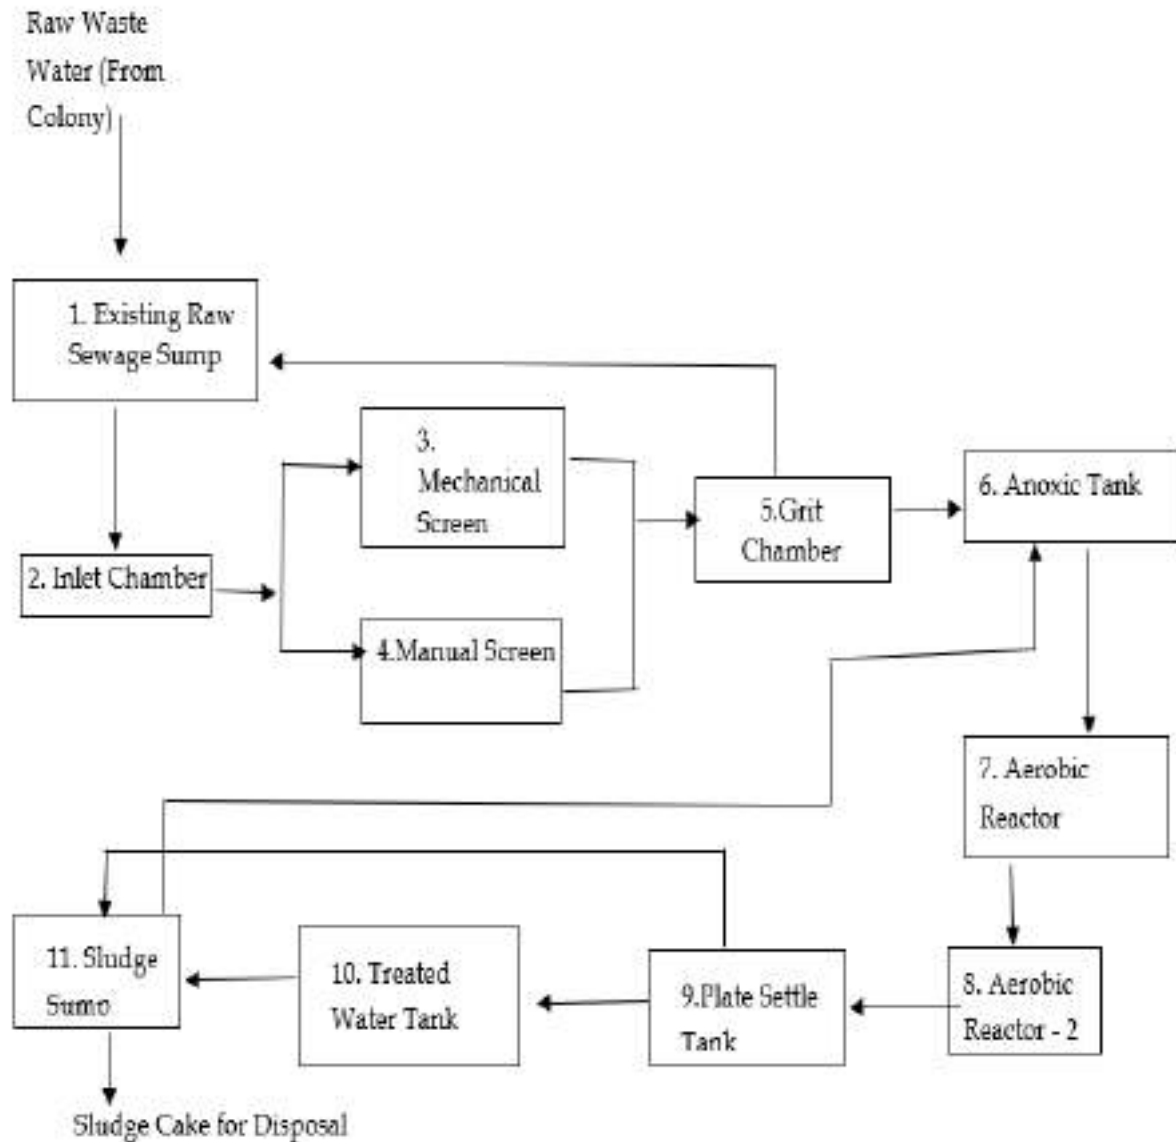 Raw Waste
Water (From
Colony)
1. Existing Raw
Sewage Sump
2. Inlet Chamber
3.
Mechanical
Screen
4.Manual Screen
5.Grit
Chamber
6. Anoxic Tank
7. Aerobic
Reactor
8. Aerobic
Reactor - 2
9.Plate Settle
Tank
10. Treated
Water Tank
11. Sludge
Sumo
Sludge Cake for Disposal